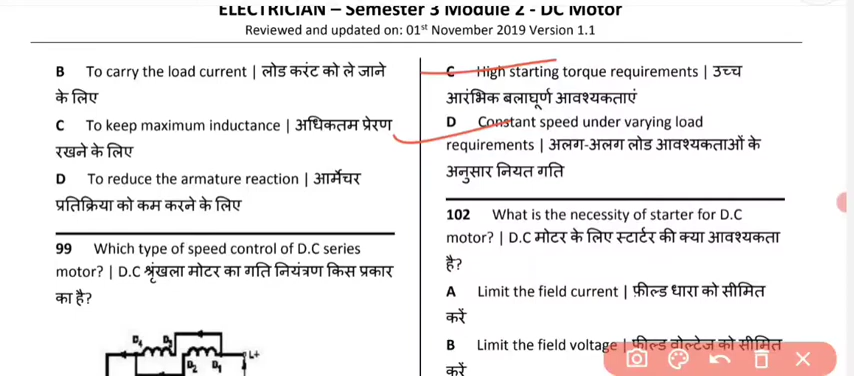 ELECTRICIAN – Semester 3 Module 2 - DC Motor
Reviewed and updated on: 01st November 2019 Version 1.1
B To carry the load current | लोड करंट को ले जाने
के लिए
C To keep maximum inductance | अधिकतम प्रेरण
रखने के लिए
D To reduce the armature reaction | आर्मेचर
प्रतिक्रिया को कम करने के लिए
99 Which type of speed control of D.C series
motor? | D.C श्रृंखला मोटर का गति नियंत्रण किस प्रकार
का है?
D4 D3
L+
D2 D1
C High starting torque requirements | उच्च
आरंभिक बलाघूर्ण आवश्यकताएं
D Constant speed under varying load
requirements | अलग-अलग लोड आवश्यकताओं के
अनुसार नियत गति
102 What is the necessity of starter for D.C
motor? | D.C मोटर के लिए स्टार्टर की क्या आवश्यकता
है?
A Limit the field current | फ़ील्ड धारा को सीमित
करें
B Limit the field voltage | फील्ड वोल्टेज को सीमित
करें